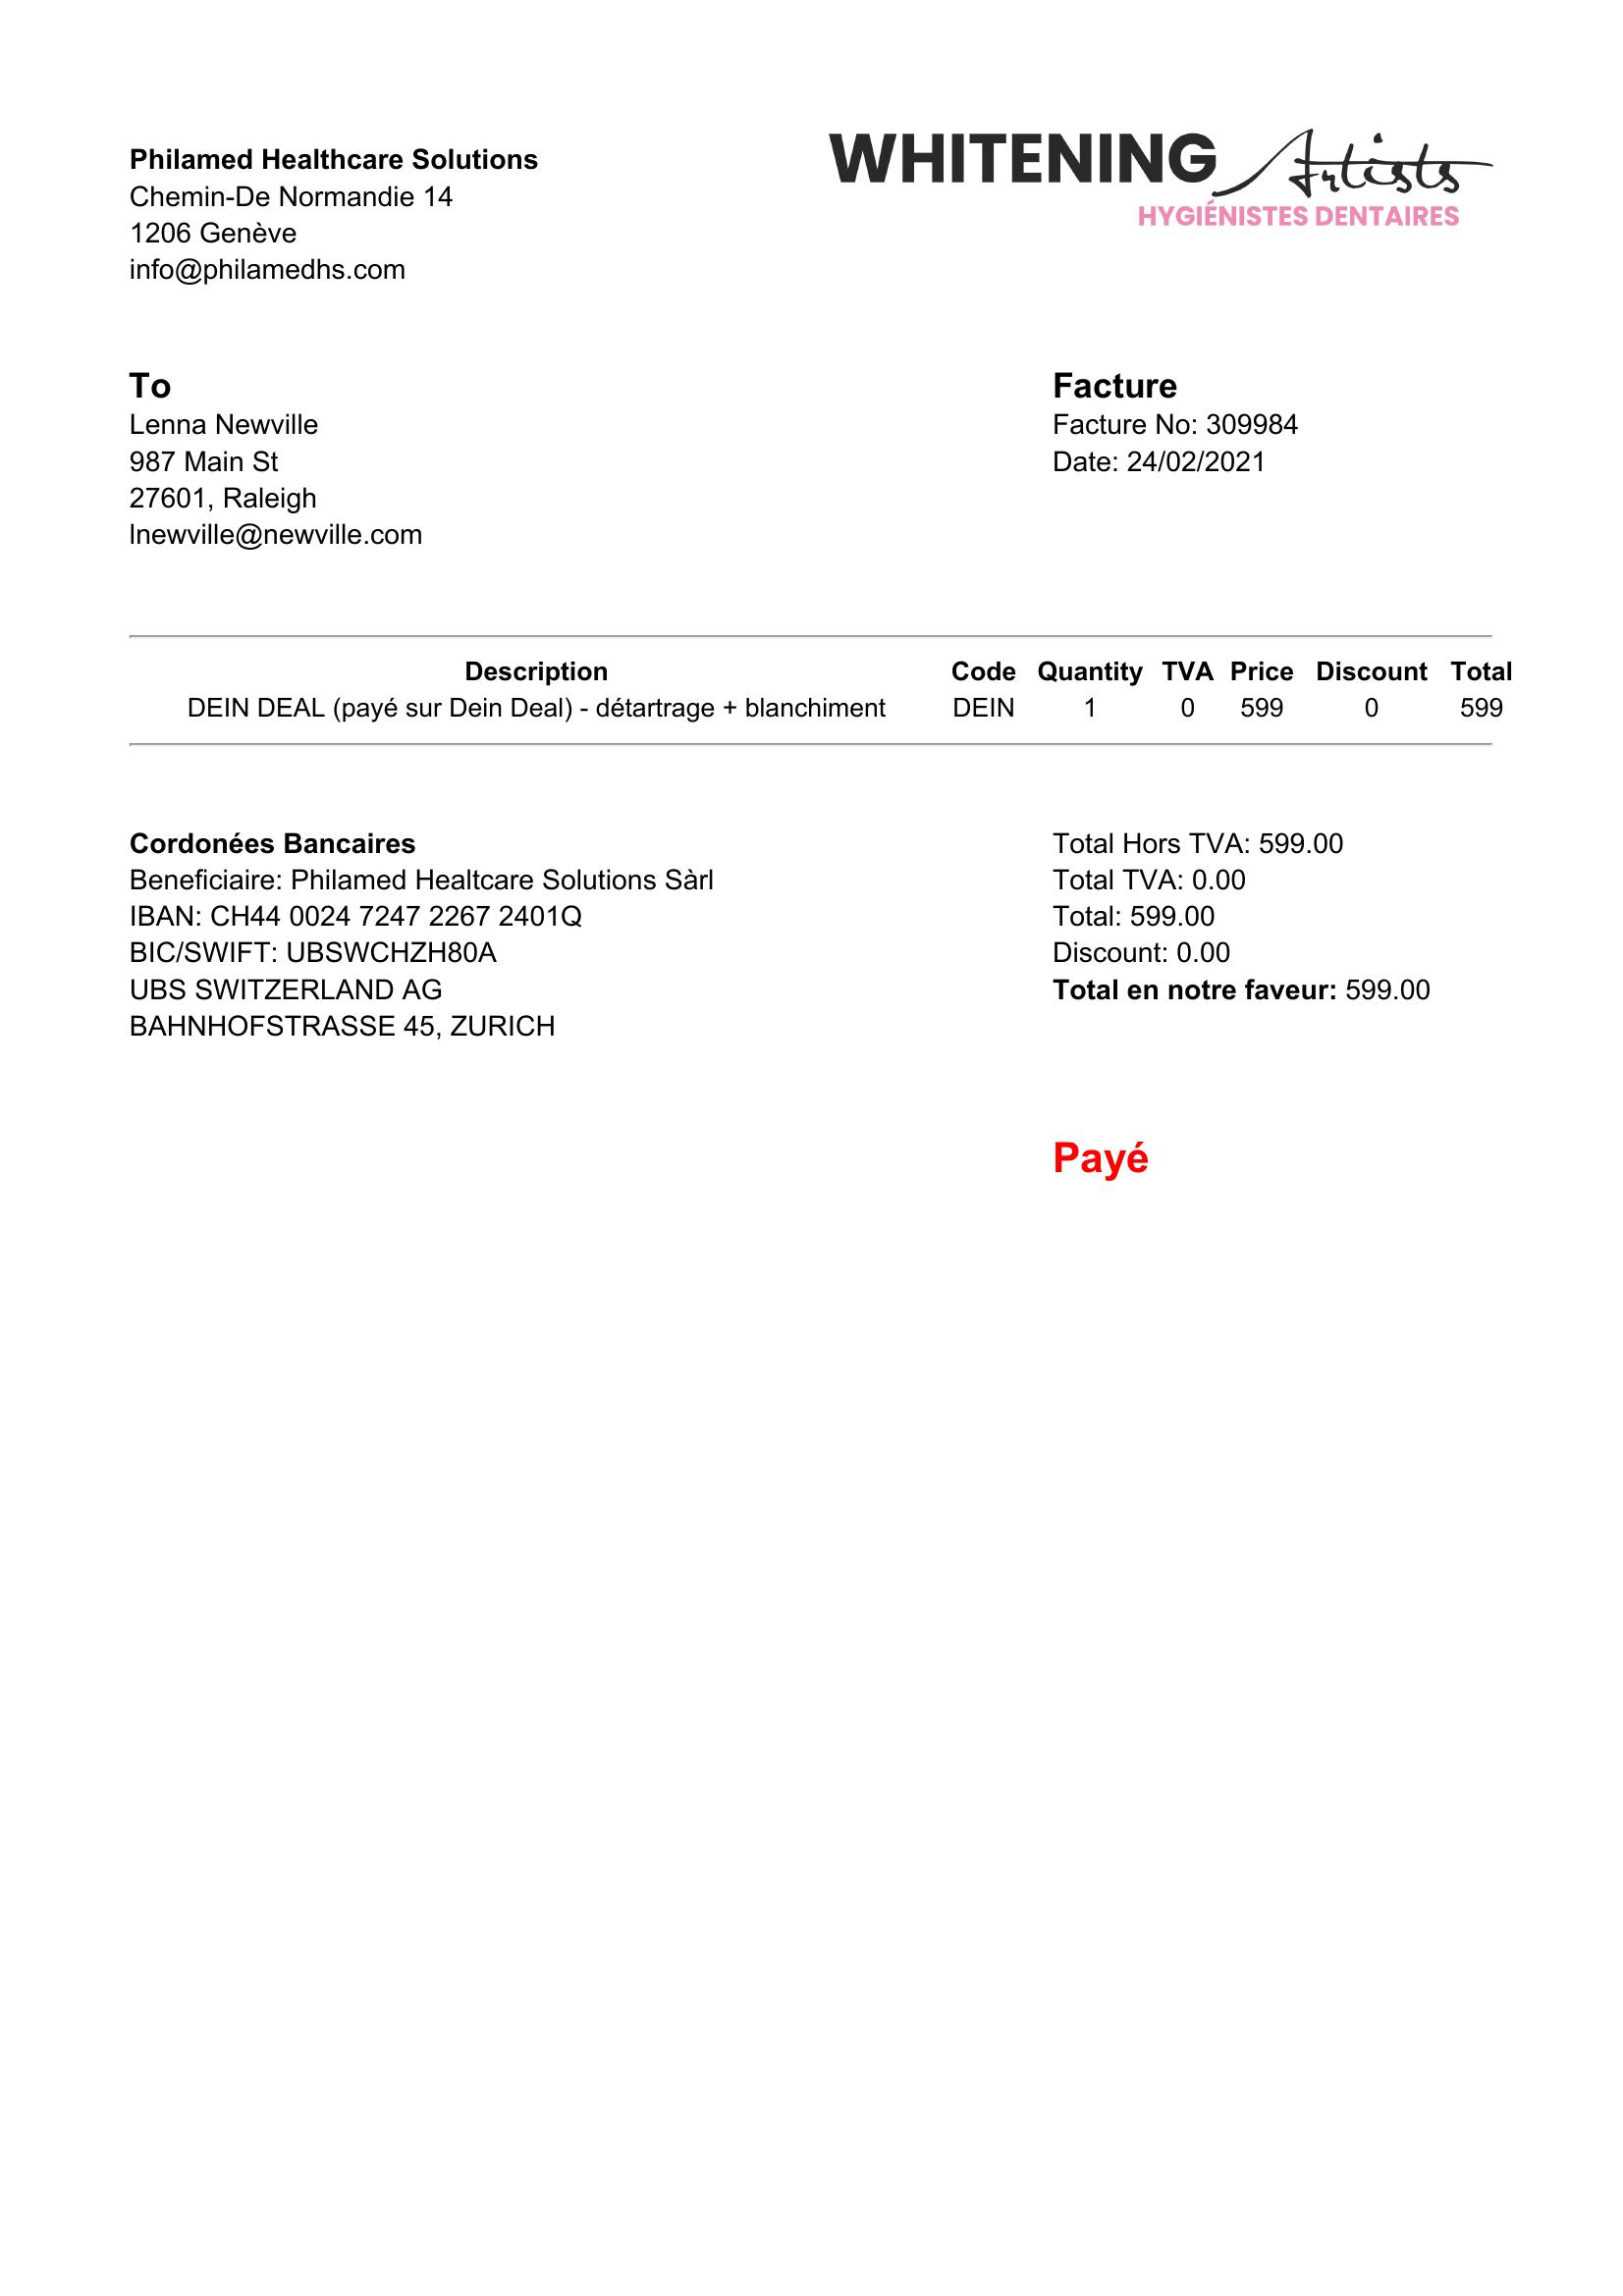 Philamed Healthcare Solutions
Chemin-De Normandie 14
1206 Genève
info@philamedhs.com
WHITENING Artists
HYGIÉNISTES DENTAIRES
To
Lenna Newville
987 Main St
27601, Raleigh
lnewville@newville.com
Facture
Facture No: 309984
Date: 24/02/2021
Description Code Quantity TVA Price Discount Total
DEIN DEAL (payé sur Dein Deal) - détartrage + blanchiment DEIN 1 0 599 0 599
Cordonées Bancaires
Beneficiaire: Philamed Healtcare Solutions Sàrl
IBAN: CH44 0024 7247 2267 2401Q
BIC/SWIFT: UBSWCHZH80A
UBS SWITZERLAND AG
BAHNHOFSTRASSE 45, ZURICH
Total Hors TVA: 599.00
Total TVA: 0.00
Total: 599.00
Discount: 0.00
Total en notre faveur: 599.00
Payé